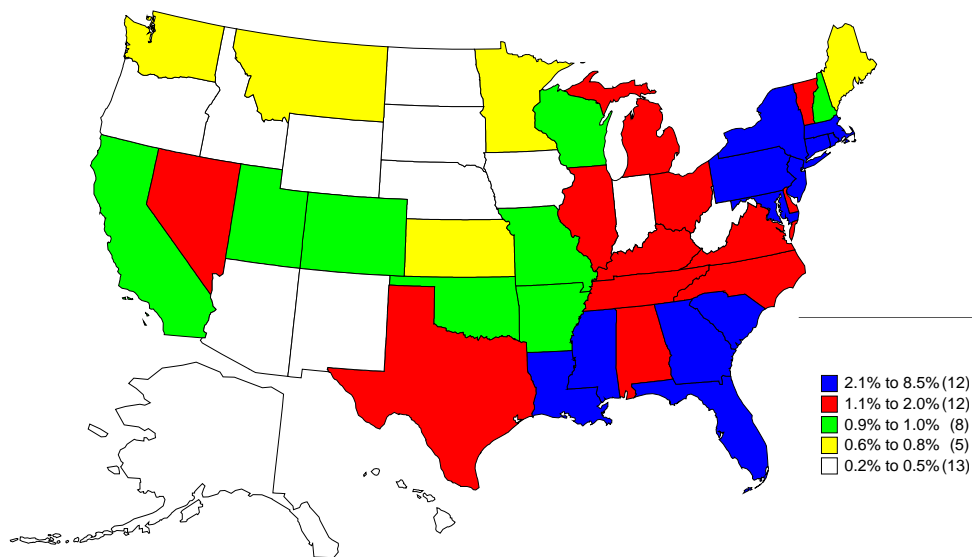 2.1% to 8.5% (12)
1.1% to 2.0% (12)
0.9% to 1.0% (8)
0.6% to 0.8% (5)
0.2% to 0.5% (13)